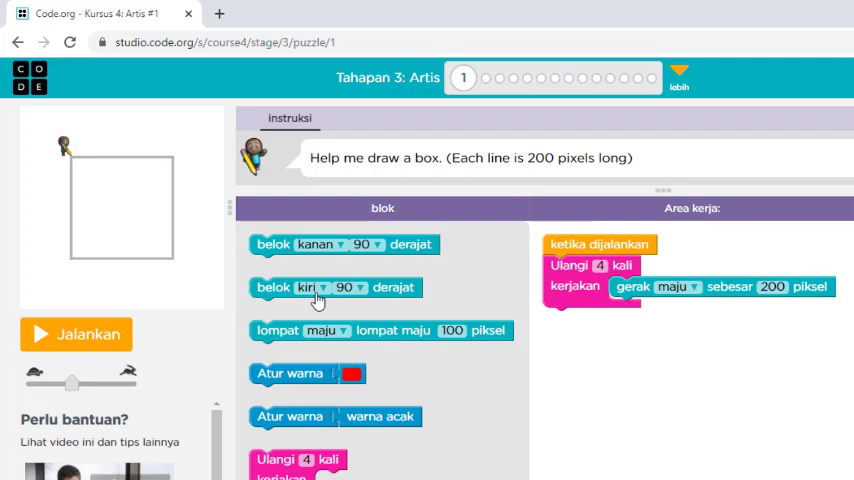 Code.org - Kursus 4: Artis #1
studio.code.org/s/course4/stage/3/puzzle/1
C O
D E
Tahapan 3: Artis
1
lebih
instruksi
Help me draw a box. (Each line is 200 pixels long)
blok
Area kerja:
belok kanan 90 derajat
belok kiri 90 derajat
lompat maju lompat maju 100 piksel
Atur warna
Atur warna warna acak
Ulangi 4 kali
kerjakan
ketika dijalankan
Ulangi 4 kali
kerjakan gerak maju sebesar 200 piksel
Jalankan
Perlu bantuan?
Lihat video ini dan tips lainnya